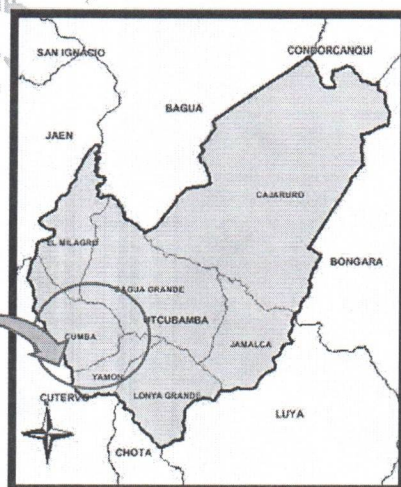 SAN IGNACIO
CONDORCANQUI
BAGUA
JAEN
CAJARURO
EL MILAGRO
BONGARA
BAGUA GRANDE
UTCUBAMBA
CUMBA
JAMALCA
YAMON
CUTERVO
LONYA GRANDE
LUYA
CHOTA